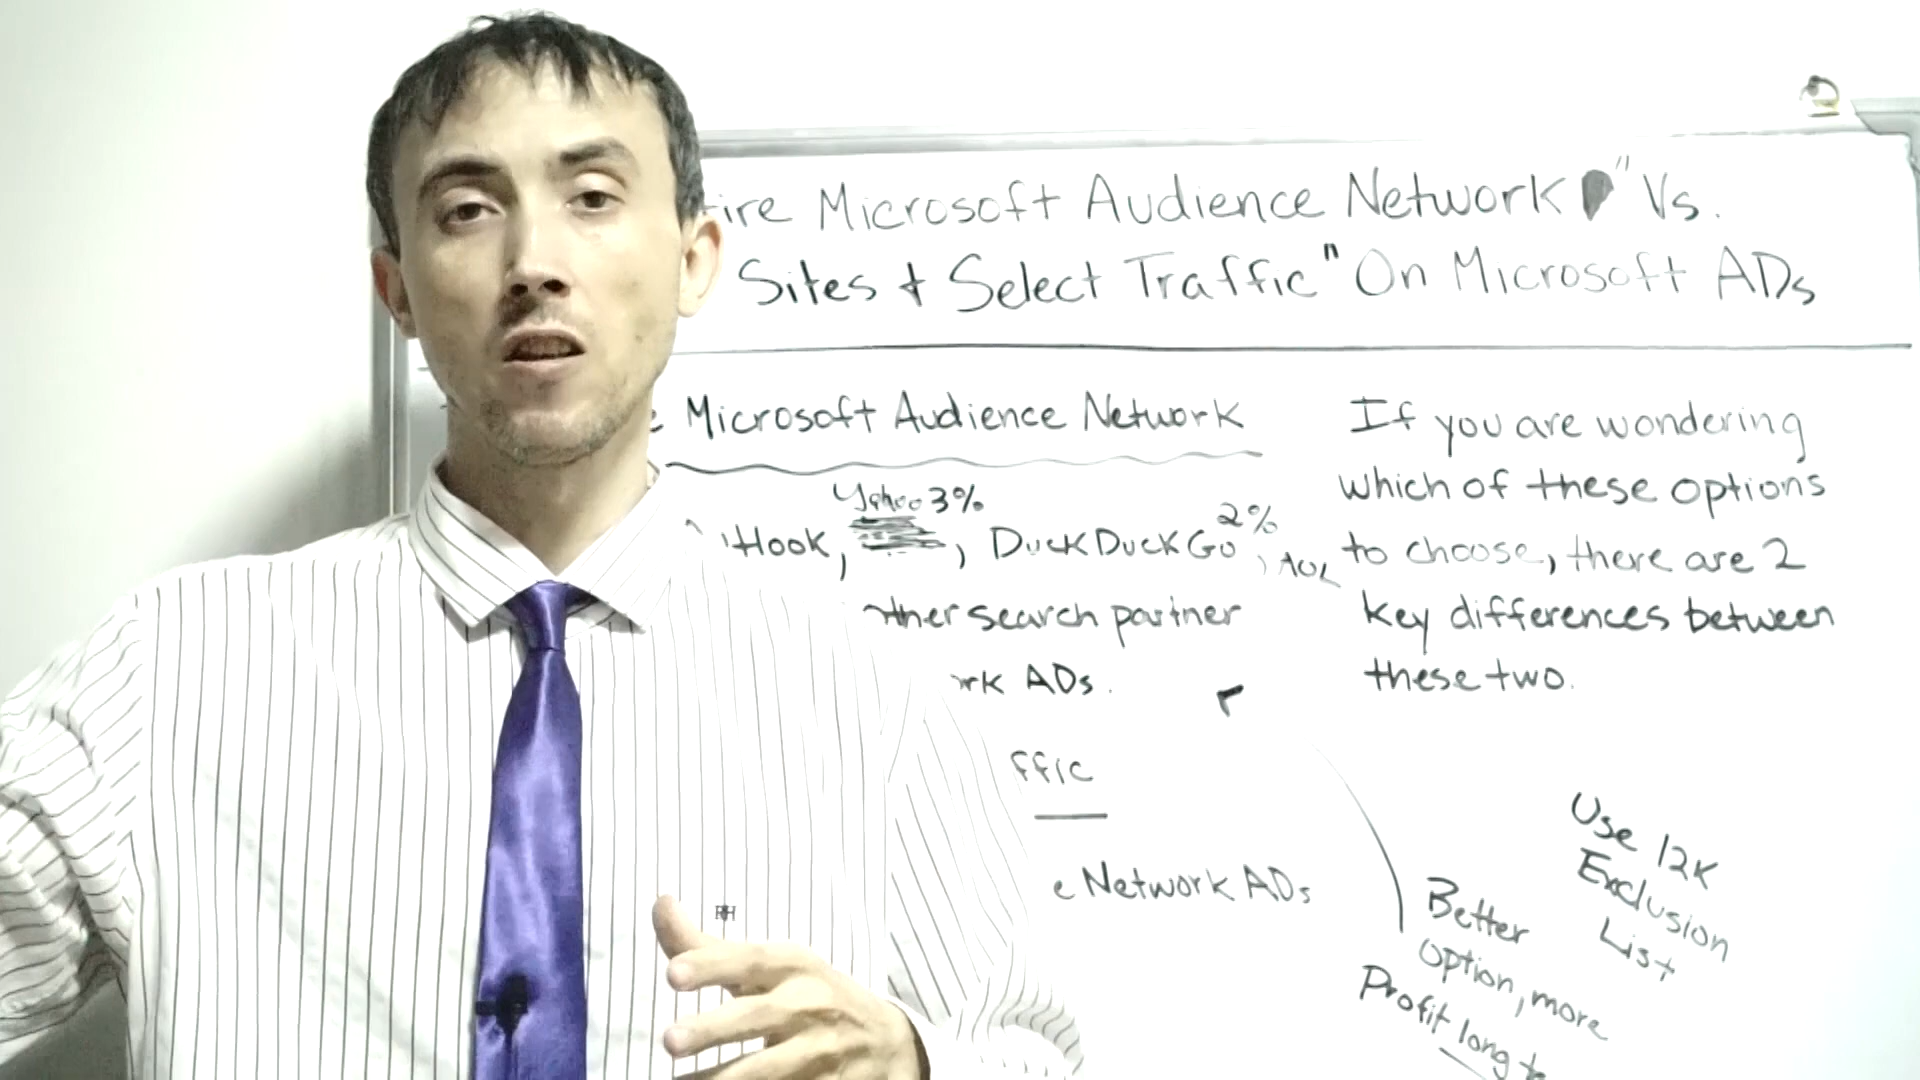 ire Microsoft Audience Network " Vs.
Sites & Select Traffic" On Microsoft ADs
e Microsoft Audience Network
Yahoo 3%
2%
Hook, , DuckDuckGo, AOL
ther search partner
rk ADs.
ffic
e Network ADs
If you are wondering
which of these options
to choose, there are 2
key differences between
these two.
Use 12K
Exclusion
List
Better
option, more
Profit long t